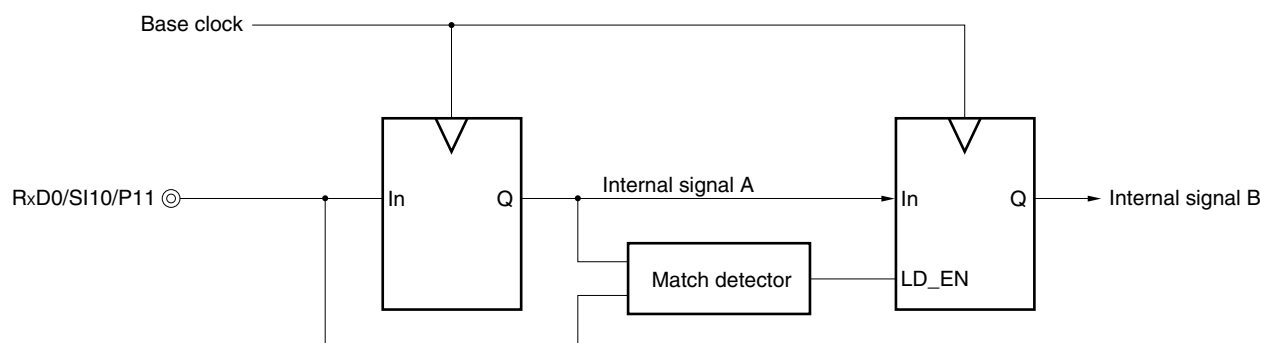 Base clock
RxD0/SI10/P11
In
Q
Internal signal A
In
Q
Internal signal B
Match detector
LD_EN